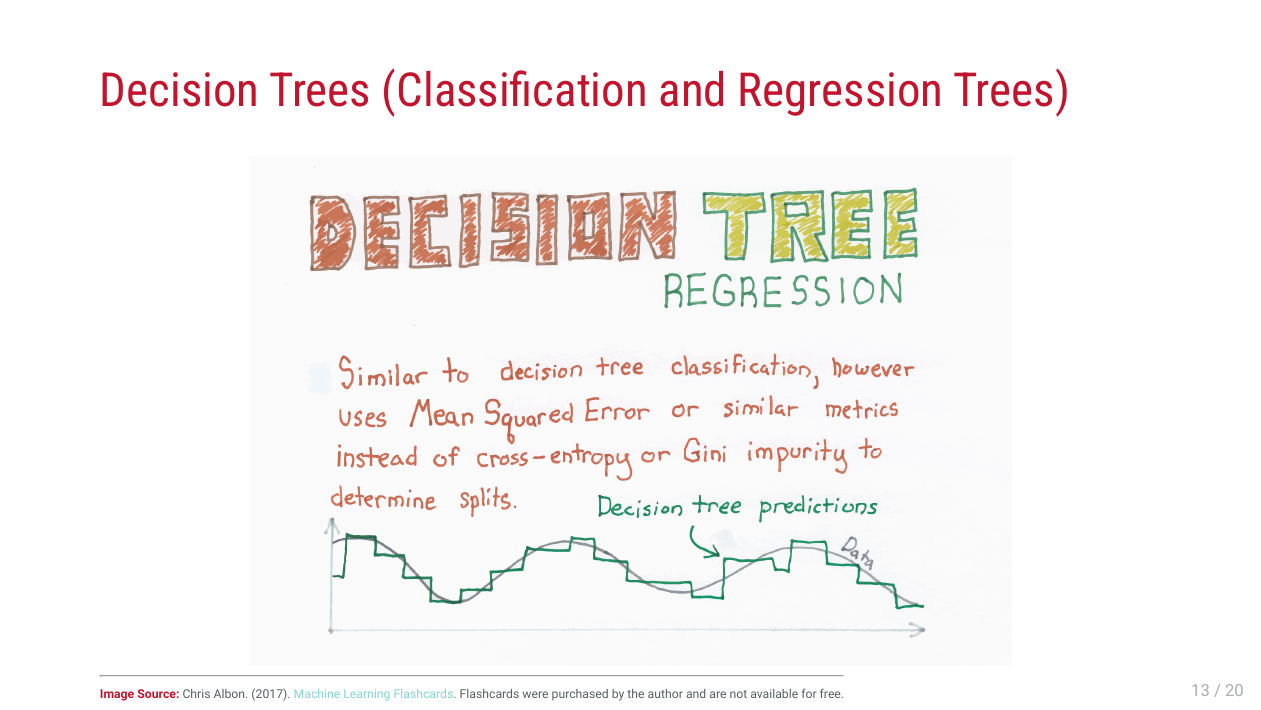 Decision Trees (Classification and Regression Trees)
DECISION TREE
REGRESSION
Similar to decision tree classification, however
uses Mean Squared Error or similar metrics
instead of cross-entropy or Gini impurity to
determine splits.
Decision tree predictions
Data
Image Source: Chris Albon. (2017). Machine Learning Flashcards. Flashcards were purchased by the author and are not available for free.
13 / 20